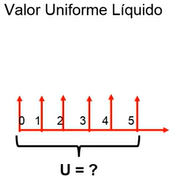 Valor Uniforme Líquido
0 1 2 3 4 5
U = ?